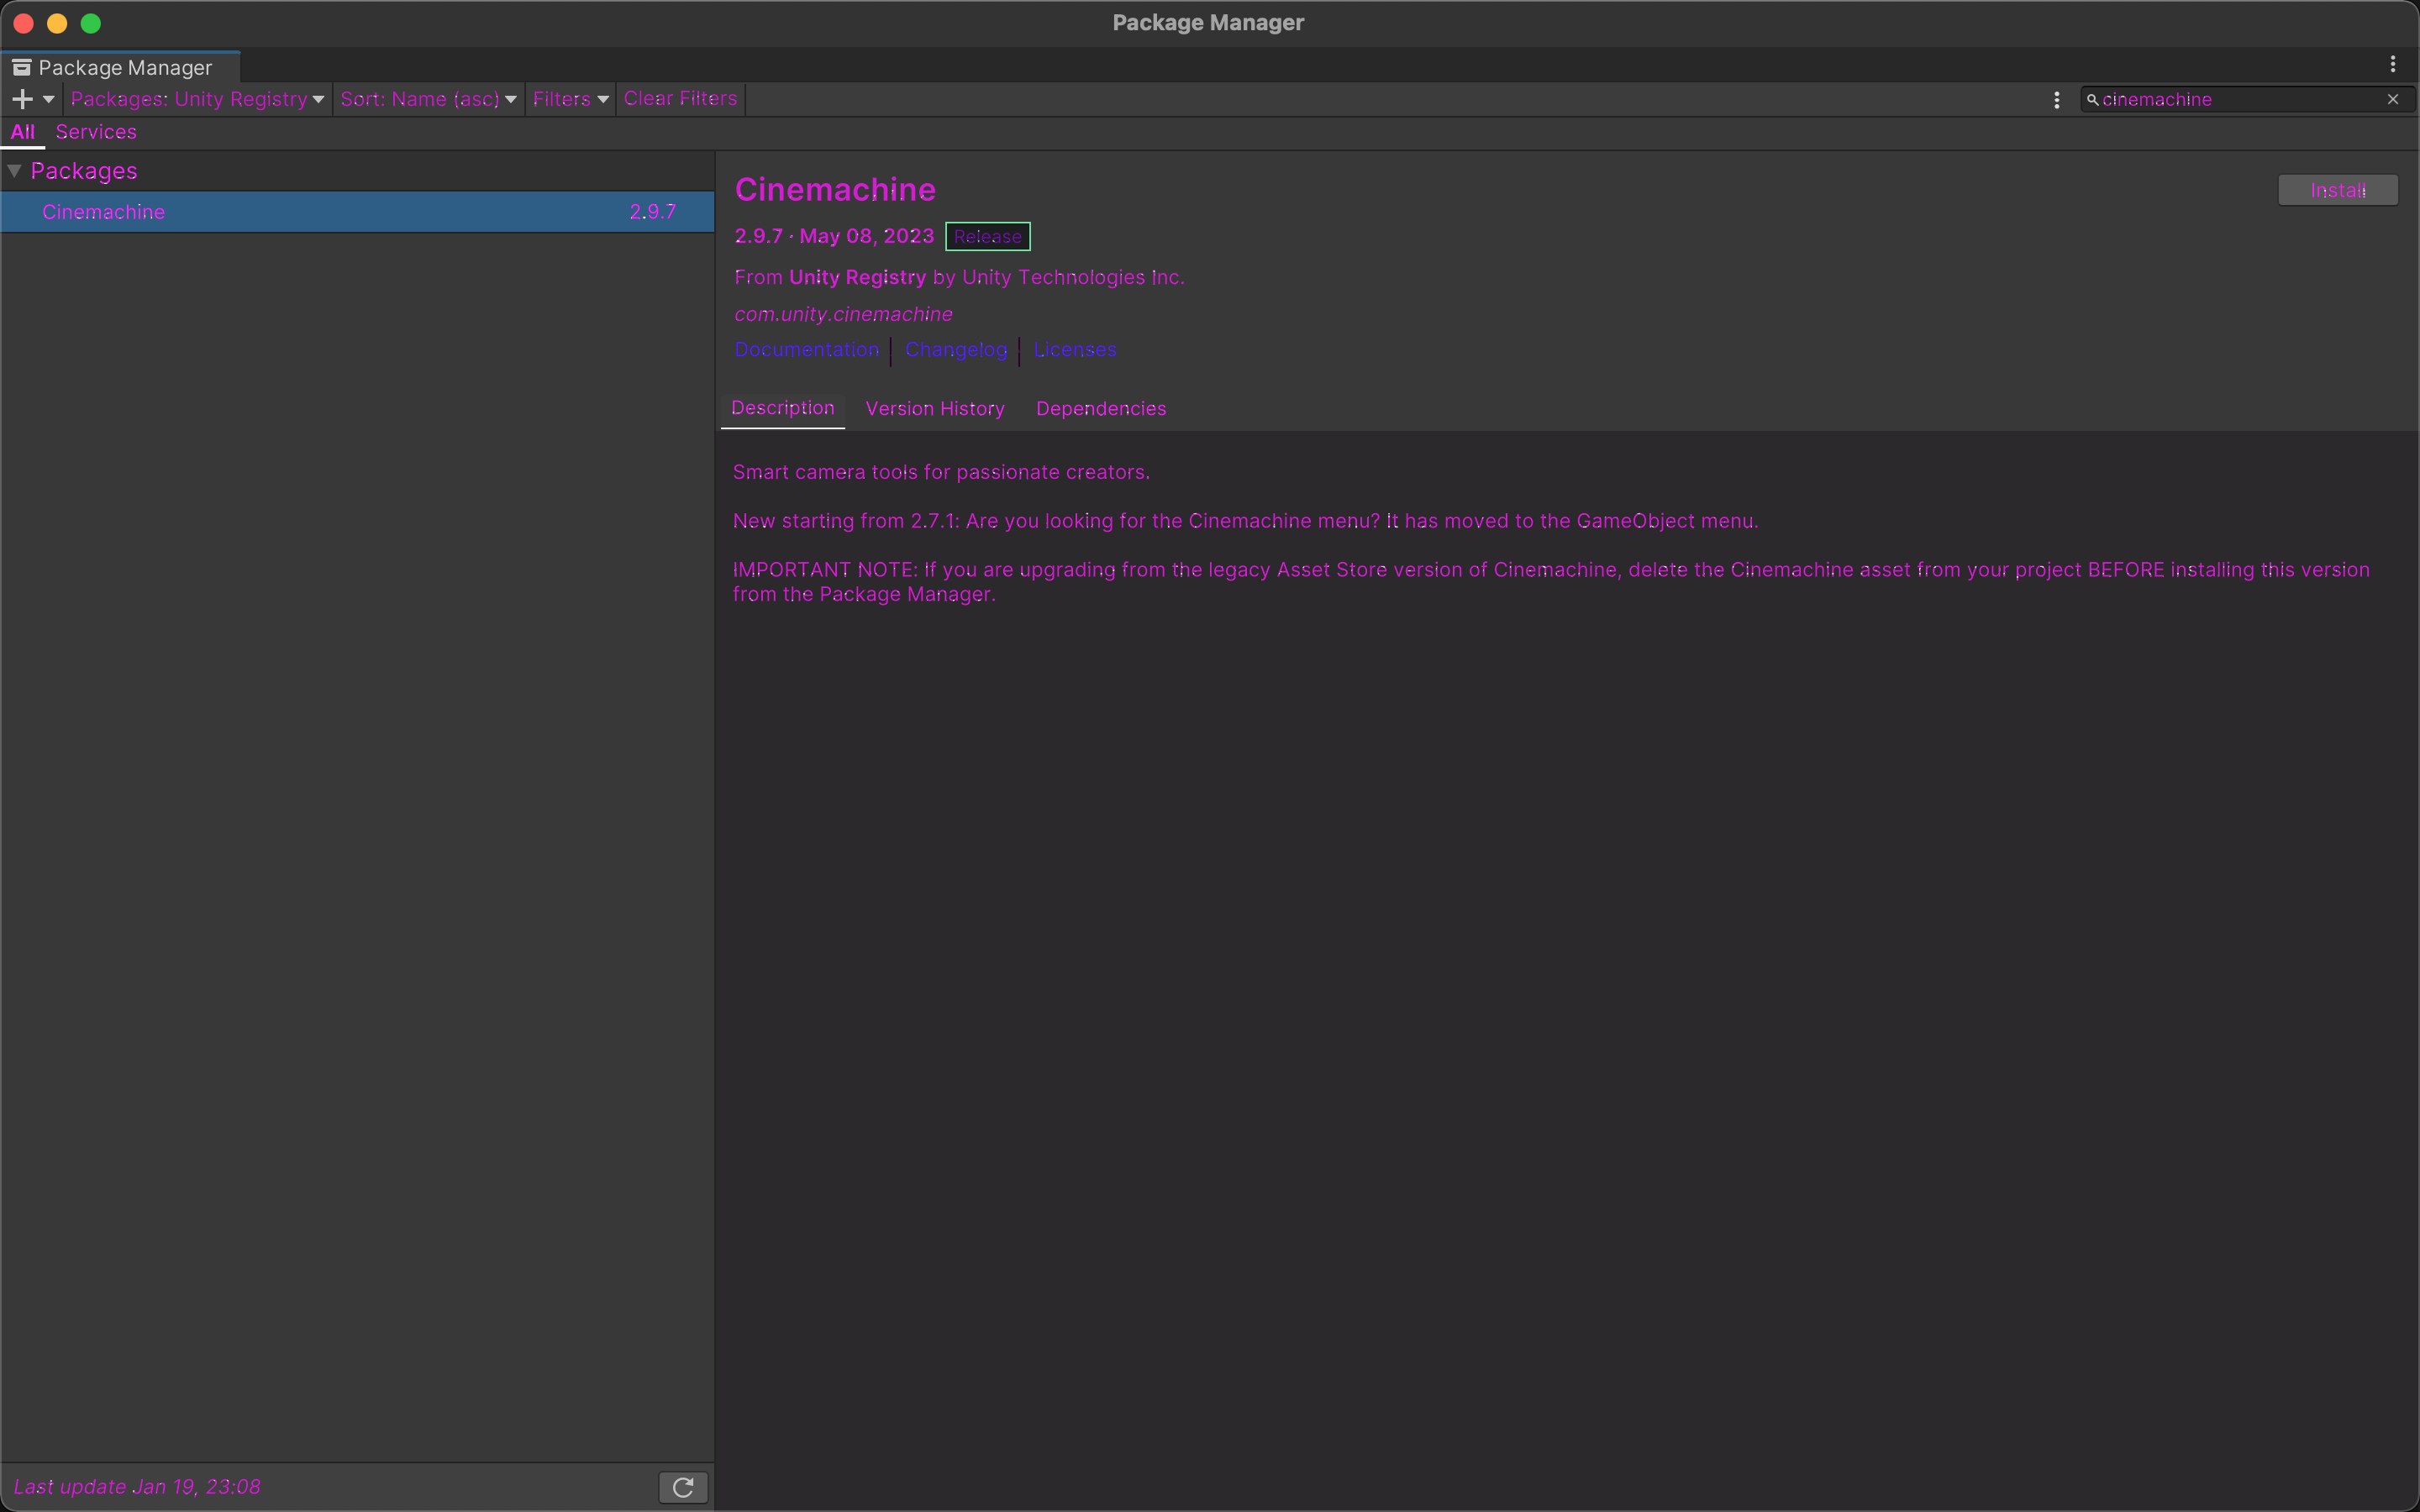 Package Manager
Package Manager
Packages: Unity Registry Sort: Name (asc) Filters Clear Filters cinemachine
All Services
Packages
Cinemachine 2.9.7
Cinemachine
Install
2.9.7 · May 08, 2023 Release
From Unity Registry by Unity Technologies Inc.
com.unity.cinemachine
Documentation Changelog Licenses
Description Version History Dependencies
Smart camera tools for passionate creators.
New starting from 2.7.1: Are you looking for the Cinemachine menu? It has moved to the GameObject menu.
IMPORTANT NOTE: If you are upgrading from the legacy Asset Store version of Cinemachine, delete the Cinemachine asset from your project BEFORE installing this version
from the Package Manager.
Last update Jan 19, 23:08